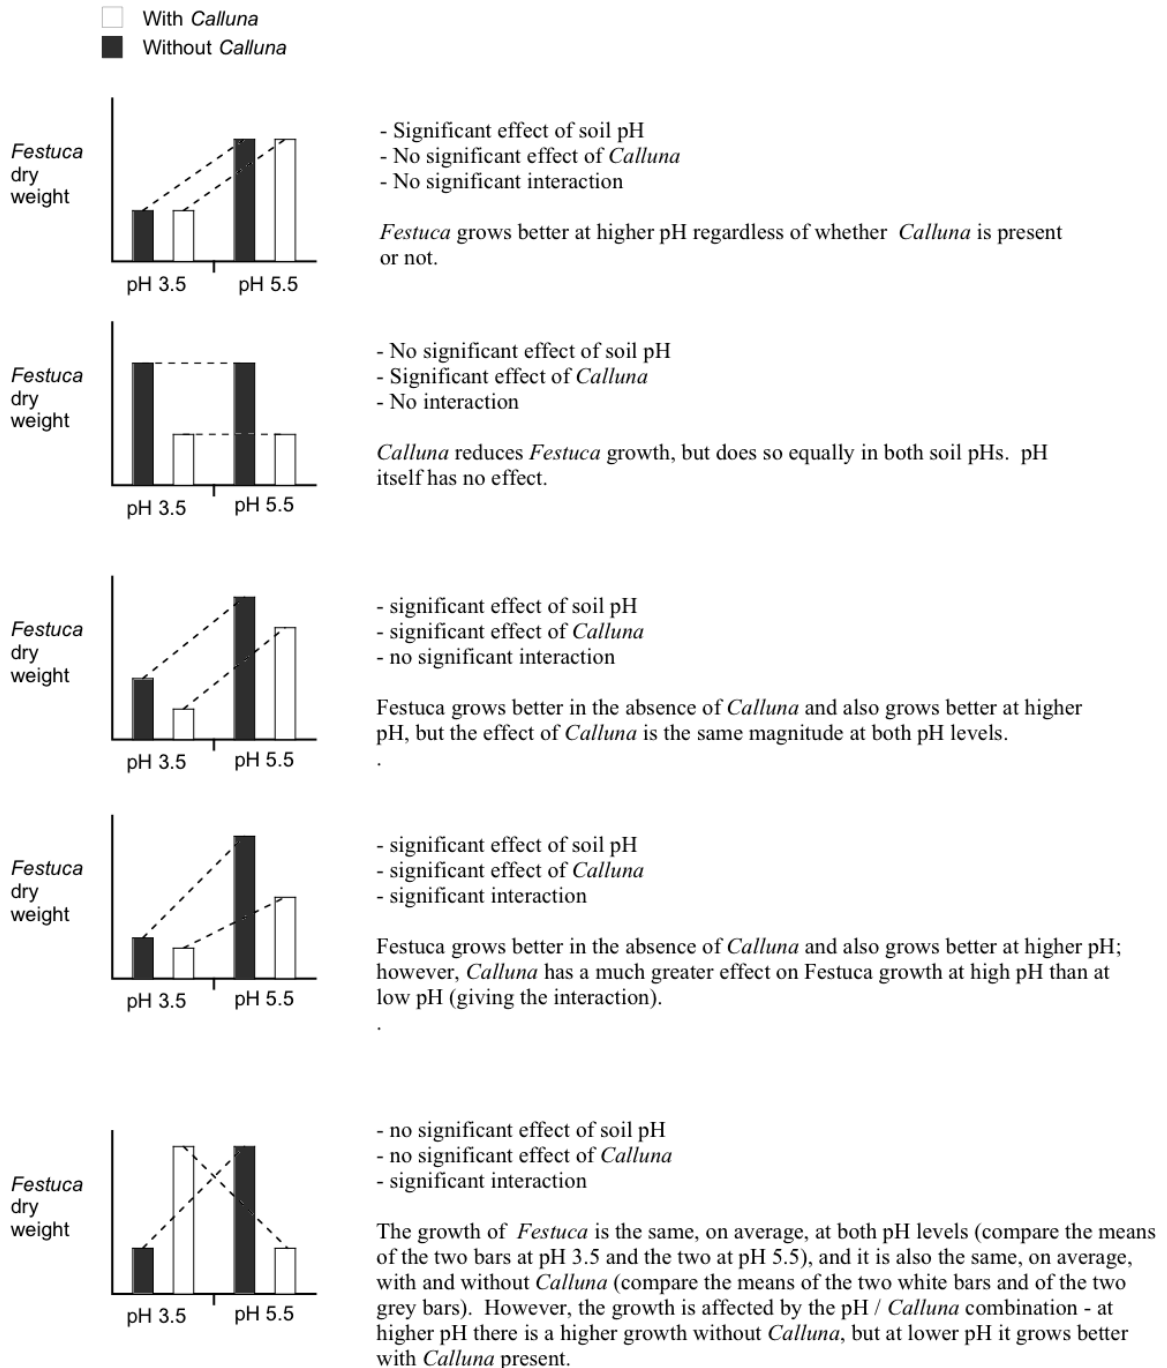 With Calluna
Without Calluna
Festuca
dry
weight
pH 3.5
pH 5.5
- Significant effect of soil pH
- No significant effect of Calluna
- No significant interaction
Festuca grows better at higher pH regardless of whether Calluna is present
or not.
Festuca
dry
weight
pH 3.5
pH 5.5
- No significant effect of soil pH
- Significant effect of Calluna
- No interaction
Calluna reduces Festuca growth, but does so equally in both soil pHs. pH
itself has no effect.
Festuca
dry
weight
pH 3.5
pH 5.5
- significant effect of soil pH
- significant effect of Calluna
- no significant interaction
Festuca grows better in the absence of Calluna and also grows better at higher
pH, but the effect of Calluna is the same magnitude at both pH levels.
.
Festuca
dry
weight
pH 3.5
pH 5.5
- significant effect of soil pH
- significant effect of Calluna
- significant interaction
Festuca grows better in the absence of Calluna and also grows better at higher pH;
however, Calluna has a much greater effect on Festuca growth at high pH than at
low pH (giving the interaction).
.
Festuca
dry
weight
pH 3.5
pH 5.5
- no significant effect of soil pH
- no significant effect of Calluna
- significant interaction
The growth of Festuca is the same, on average, at both pH levels (compare the means
of the two bars at pH 3.5 and the two at pH 5.5), and it is also the same, on average,
with and without Calluna (compare the means of the two white bars and of the two
grey bars). However, the growth is affected by the pH / Calluna combination - at
higher pH there is a higher growth without Calluna, but at lower pH it grows better
with Calluna present.